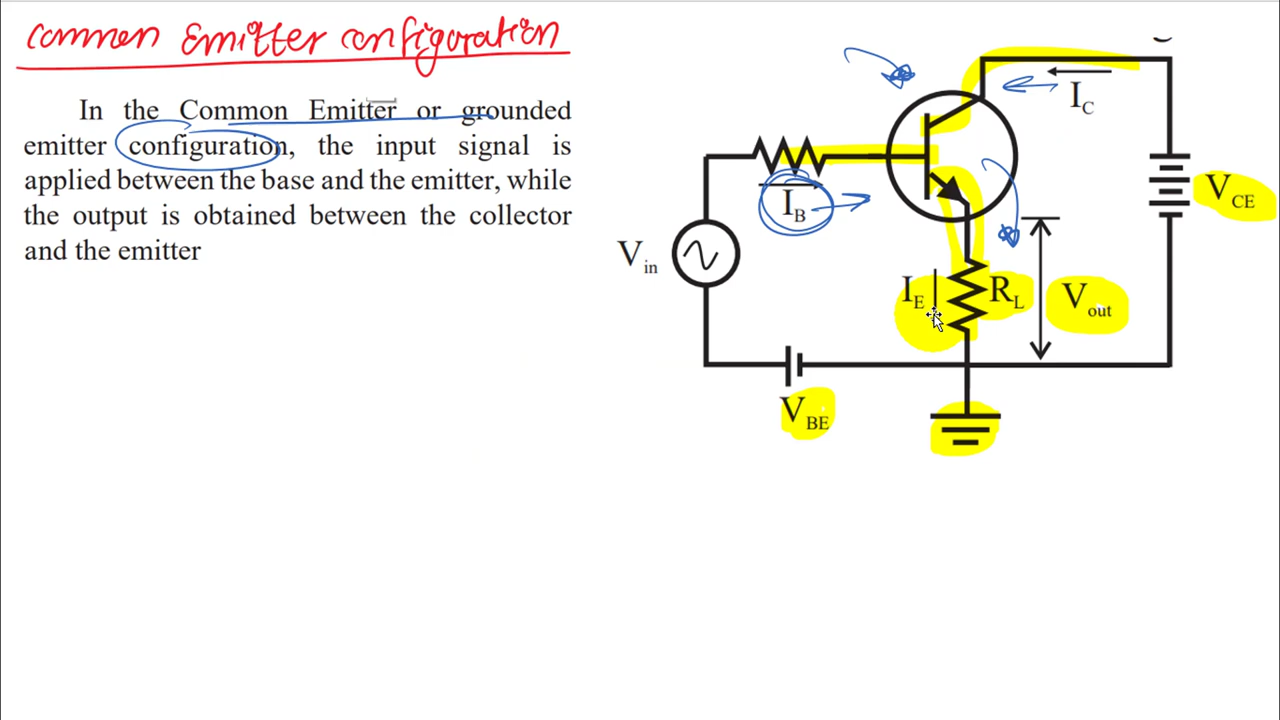 Common Emitter configuration
In the Common Emitter or grounded
emitter configuration, the input signal is
applied between the base and the emitter, while
the output is obtained between the collector
and the emitter
I_C
V_CE
I_B
V_in
I_E
R_L
V_out
V_BE